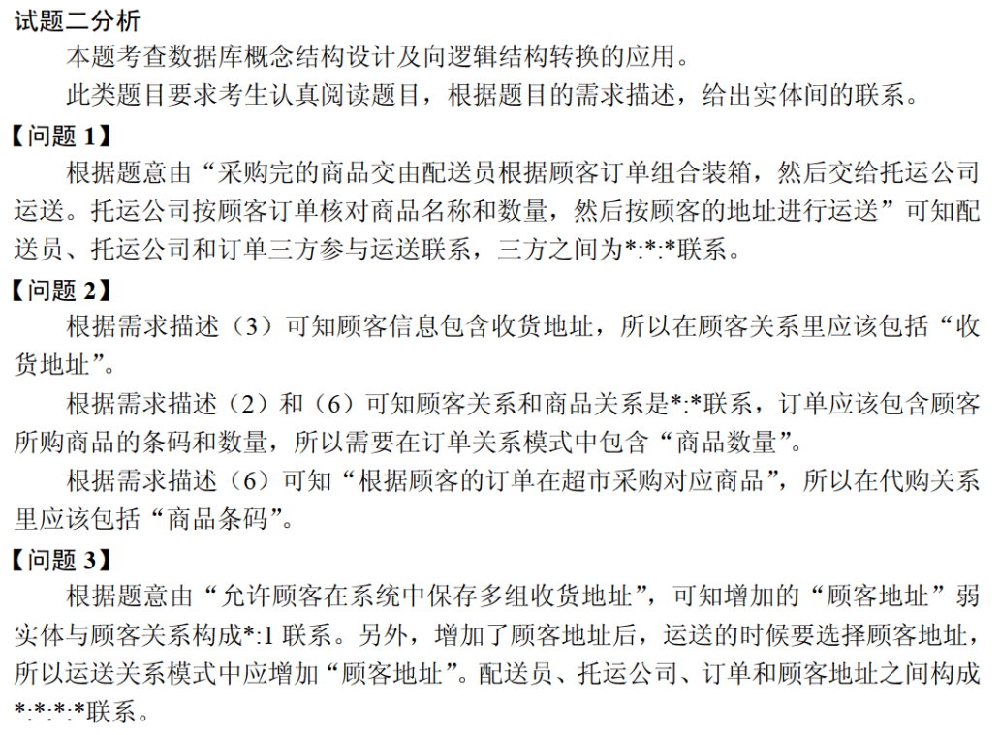 试题二分析
本题考查数据库概念结构设计及向逻辑结构转换的应用。
此类题目要求考生认真阅读题目，根据题目的需求描述，给出实体间的联系。
【问题 1】
根据题意由“采购完的商品交由配送员根据顾客订单组合装箱，然后交给托运公司
运送。托运公司按顾客订单核对商品名称和数量，然后按顾客的地址进行运送”可知配
送员、托运公司和订单三方参与运送联系，三方之间为*:*:*联系。
【问题 2】
根据需求描述（3）可知顾客信息包含收货地址，所以在顾客关系里应该包括“收
货地址”。
根据需求描述（2）和（6）可知顾客关系和商品关系是*:*联系，订单应该包含顾客
所购商品的条码和数量，所以需要在订单关系模式中包含“商品数量”。
根据需求描述（6）可知“根据顾客的订单在超市采购对应商品”，所以在代购关系
里应该包括“商品条码”。
【问题 3】
根据题意由“允许顾客在系统中保存多组收货地址”，可知增加的“顾客地址”弱
实体与顾客关系构成*:1 联系。另外，增加了顾客地址后，运送的时候要选择顾客地址，
所以运送关系模式中应增加“顾客地址”。配送员、托运公司、订单和顾客地址之间构成
*:*:*:*联系。